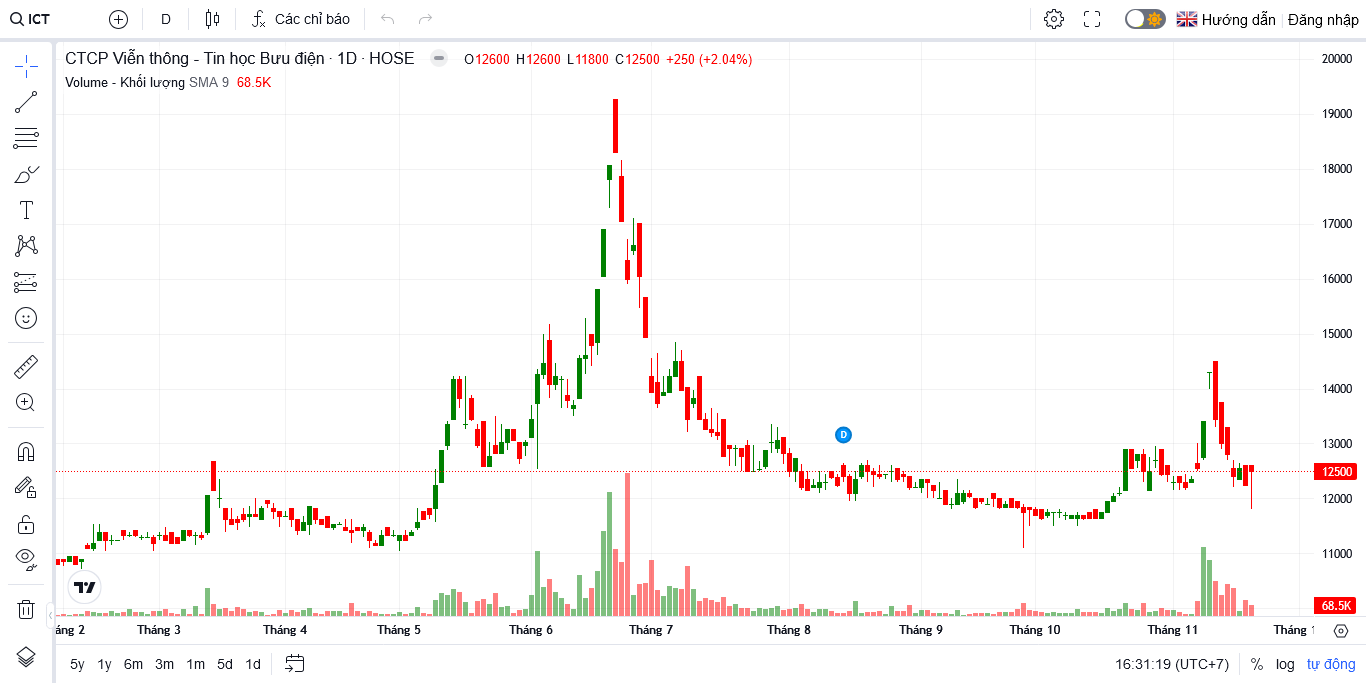 ICT D Các chỉ báo Hướng dẫn Đăng nhập
CTCP Viễn thông - Tin học Bưu điện · 1D · HOSE O12600 H12600 L11800 C12500 +250 (+2.04%)
Volume - Khối lượng SMA 9 68.5K
20000
19000
18000
17000
16000
15000
14000
D
13000
12500
12000
11000
68.5K
áng 2 Tháng 3 Tháng 4 Tháng 5 Tháng 6 Tháng 7 Tháng 8 Tháng 9 Tháng 10 Tháng 11 Tháng 1
5y 1y 6m 3m 1m 5d 1d 16:31:19 (UTC+7) % log tự động